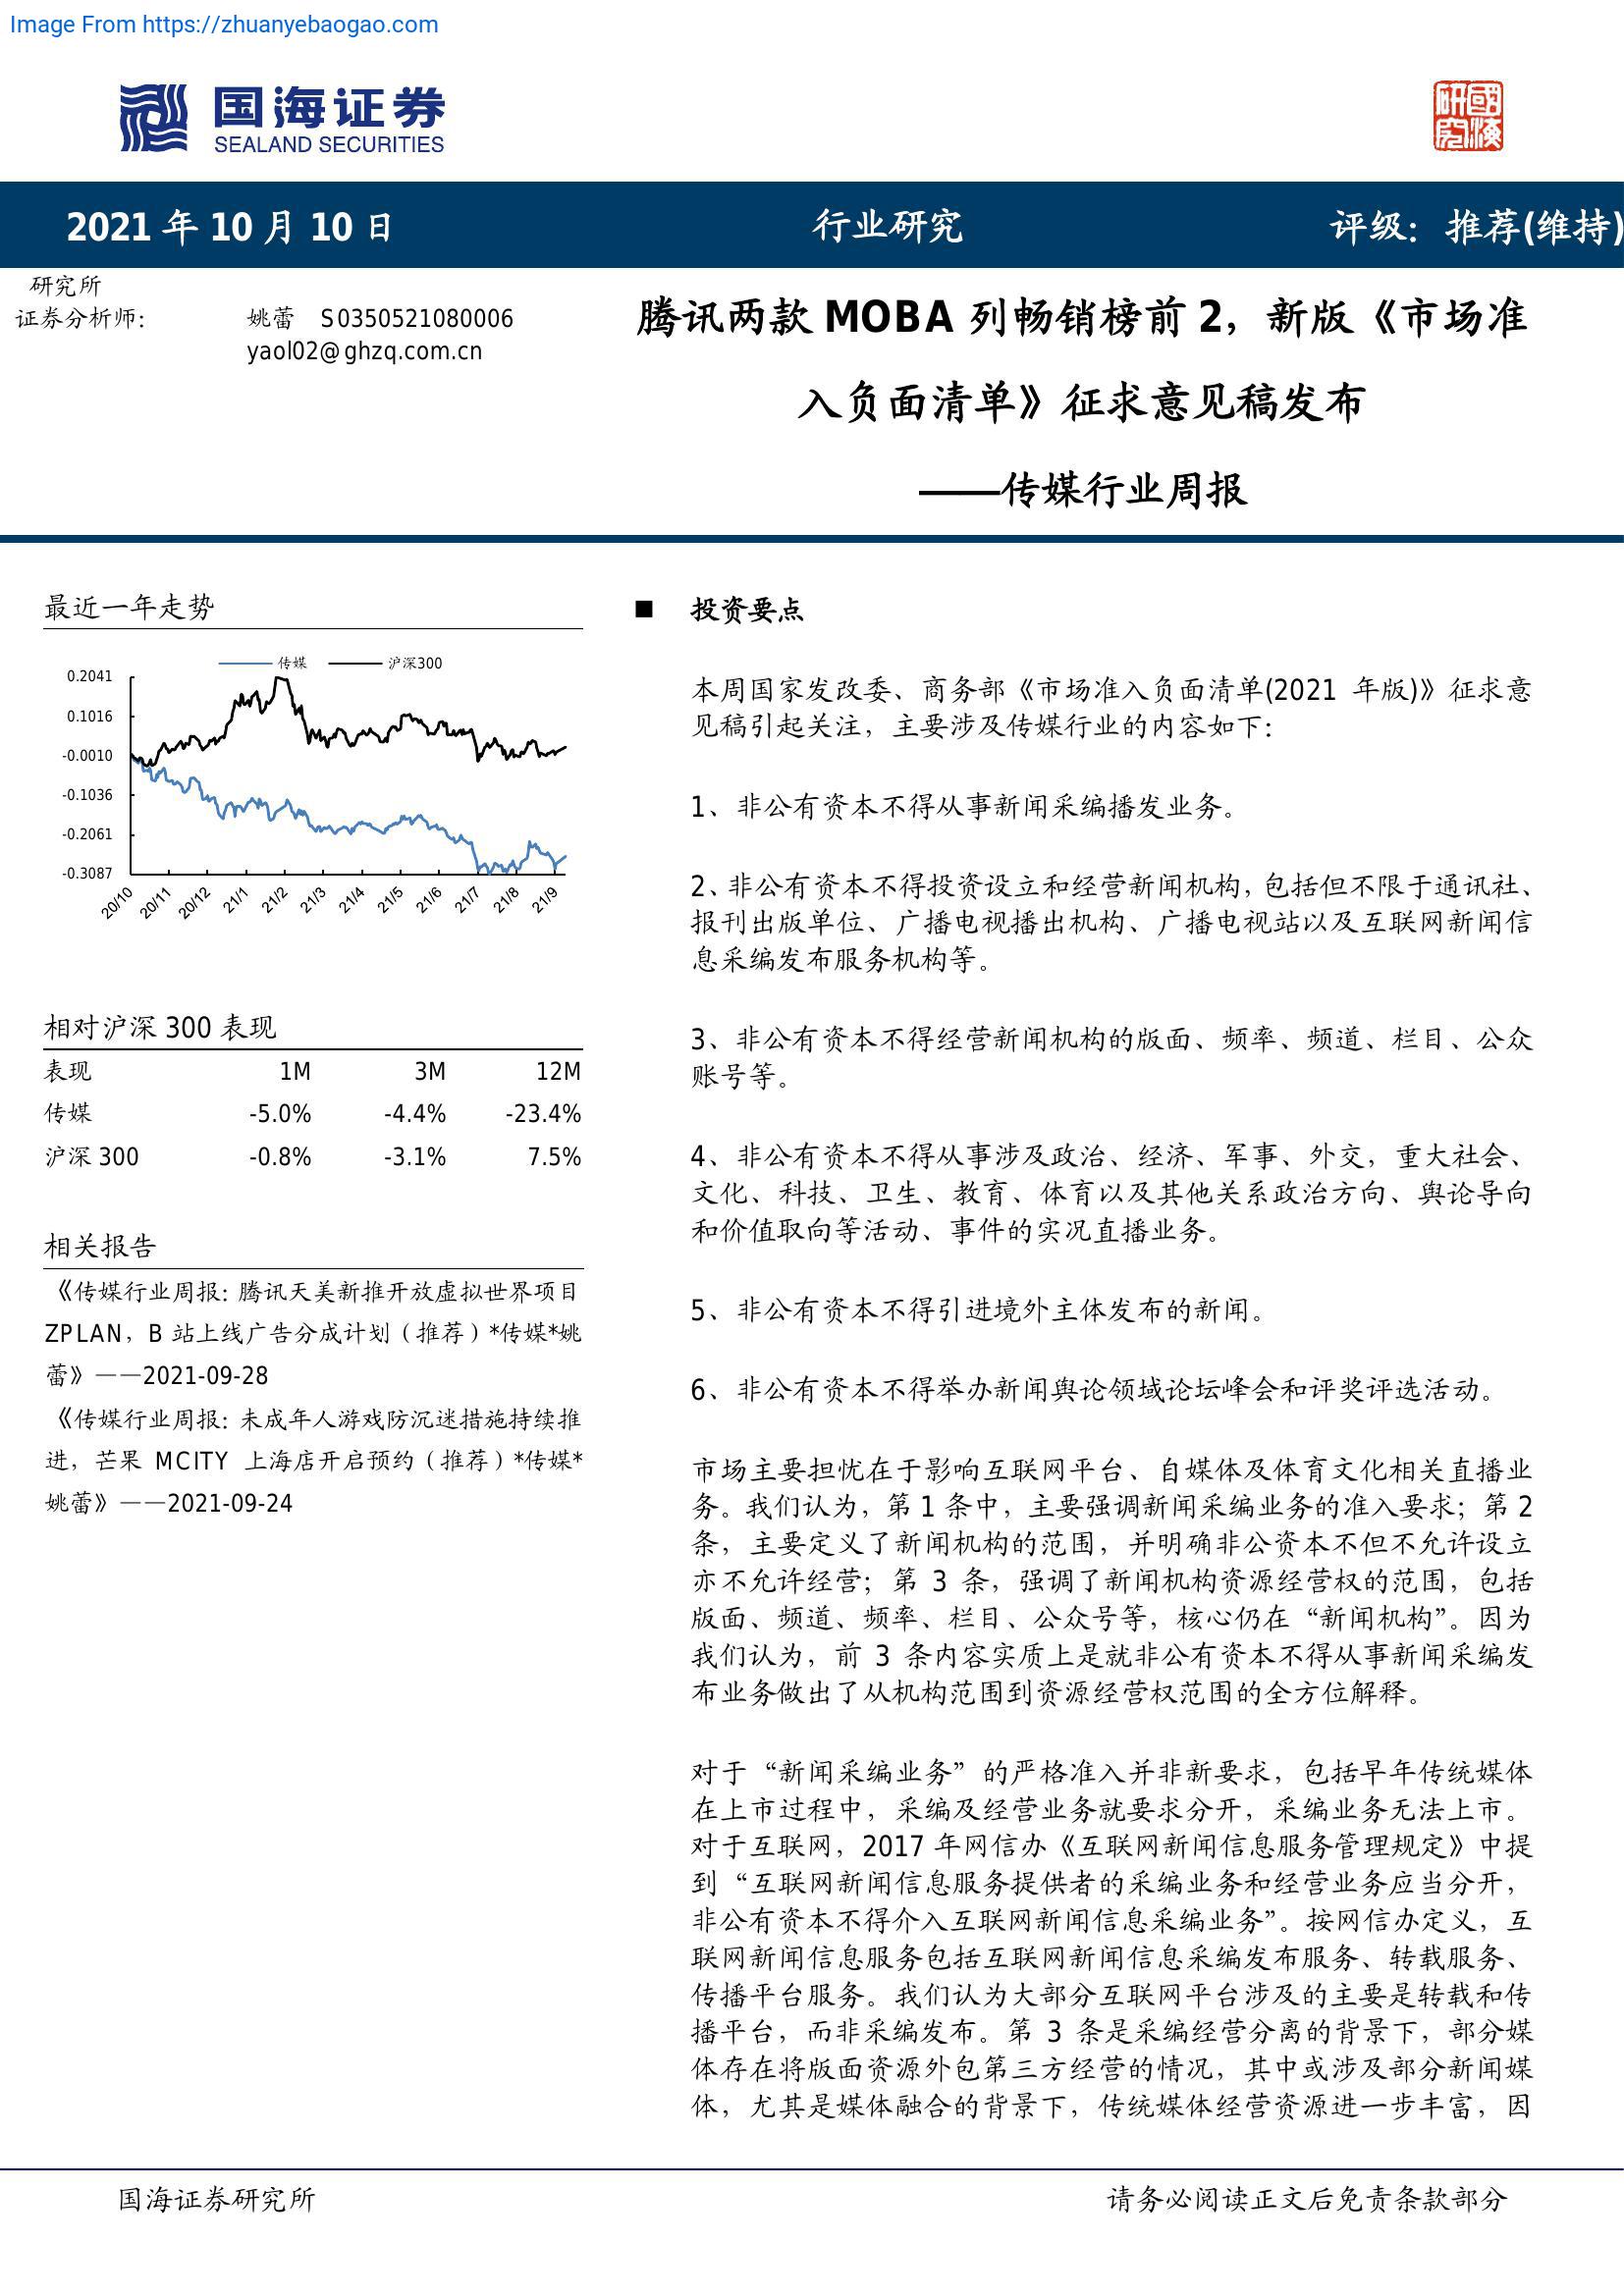 Image From https://zhuanyebaogao.com
国海证券
SEALAND SECURITIES
研國
究海
2021 年 10 月 10 日
行业研究
评级：推荐(维持)
研究所
证券分析师：
姚蕾 S0350521080006
yaol02@ghzq.com.cn
腾讯两款 MOBA 列畅销榜前 2，新版《市场准
入负面清单》征求意见稿发布
——传媒行业周报
最近一年走势
传媒 沪深300
0.2041
0.1016
-0.0010
-0.1036
-0.2061
-0.3087
20/10 20/11 20/12 21/1 21/2 21/3 21/4 21/5 21/6 21/7 21/8 21/9
相对沪深 300 表现
表现 1M 3M 12M
传媒 -5.0% -4.4% -23.4%
沪深 300 -0.8% -3.1% 7.5%
相关报告
《传媒行业周报：腾讯天美新推开放虚拟世界项目
ZPLAN，B 站上线广告分成计划（推荐）*传媒*姚
蕾》——2021-09-28
《传媒行业周报：未成年人游戏防沉迷措施持续推
进，芒果 MCITY 上海店开启预约（推荐）*传媒*
姚蕾》——2021-09-24
■ 投资要点
本周国家发改委、商务部《市场准入负面清单(2021 年版)》征求意
见稿引起关注，主要涉及传媒行业的内容如下：
1、非公有资本不得从事新闻采编播发业务。
2、非公有资本不得投资设立和经营新闻机构，包括但不限于通讯社、
报刊出版单位、广播电视播出机构、广播电视站以及互联网新闻信
息采编发布服务机构等。
3、非公有资本不得经营新闻机构的版面、频率、频道、栏目、公众
账号等。
4、非公有资本不得从事涉及政治、经济、军事、外交，重大社会、
文化、科技、卫生、教育、体育以及其他关系政治方向、舆论导向
和价值取向等活动、事件的实况直播业务。
5、非公有资本不得引进境外主体发布的新闻。
6、非公有资本不得举办新闻舆论领域论坛峰会和评奖评选活动。
市场主要担忧在于影响互联网平台、自媒体及体育文化相关直播业
务。我们认为，第 1 条中，主要强调新闻采编业务的准入要求；第 2
条，主要定义了新闻机构的范围，并明确非公资本不但不允许设立
亦不允许经营；第 3 条，强调了新闻机构资源经营权的范围，包括
版面、频道、频率、栏目、公众号等，核心仍在“新闻机构”。因为
我们认为，前 3 条内容实质上是就非公有资本不得从事新闻采编发
布业务做出了从机构范围到资源经营权范围的全方位解释。
对于“新闻采编业务”的严格准入并非新要求，包括早年传统媒体
在上市过程中，采编及经营业务就要求分开，采编业务无法上市。
对于互联网，2017 年网信办《互联网新闻信息服务管理规定》中提
到“互联网新闻信息服务提供者的采编业务和经营业务应当分开，
非公有资本不得介入互联网新闻信息采编业务”。按网信办定义，互
联网新闻信息服务包括互联网新闻信息采编发布服务、转载服务、
传播平台服务。我们认为大部分互联网平台涉及的主要是转载和传
播平台，而非采编发布。第 3 条是采编经营分离的背景下，部分媒
体存在将版面资源外包第三方经营的情况，其中或涉及部分新闻媒
体，尤其是媒体融合的背景下，传统媒体经营资源进一步丰富，因
国海证券研究所
请务必阅读正文后免责条款部分